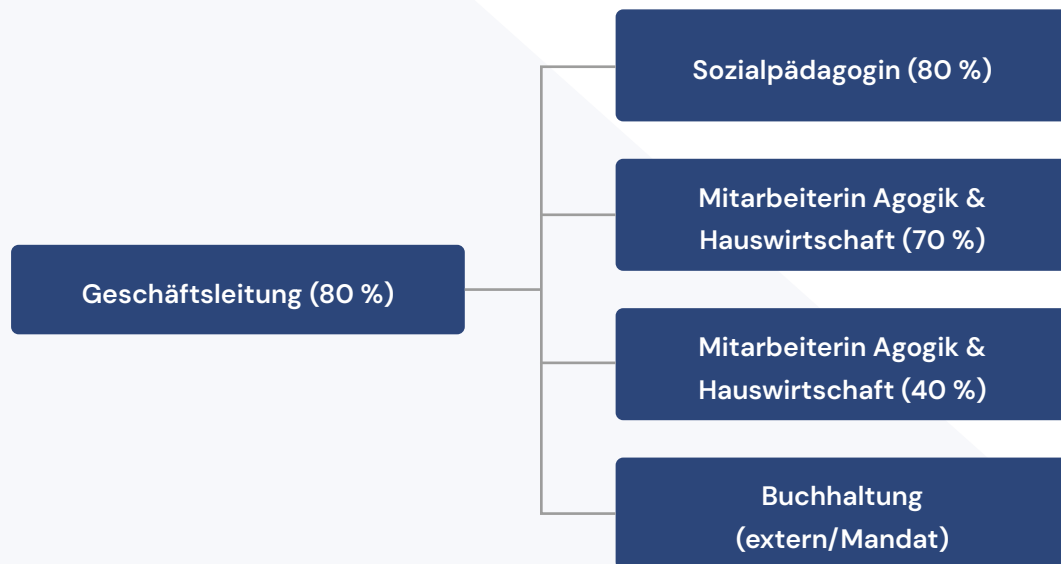 Sozialpädagogin (80 %)
Mitarbeiterin Agogik &
Hauswirtschaft (70 %)
Geschäftsleitung (80 %)
Mitarbeiterin Agogik &
Hauswirtschaft (40 %)
Buchhaltung
(extern/Mandat)